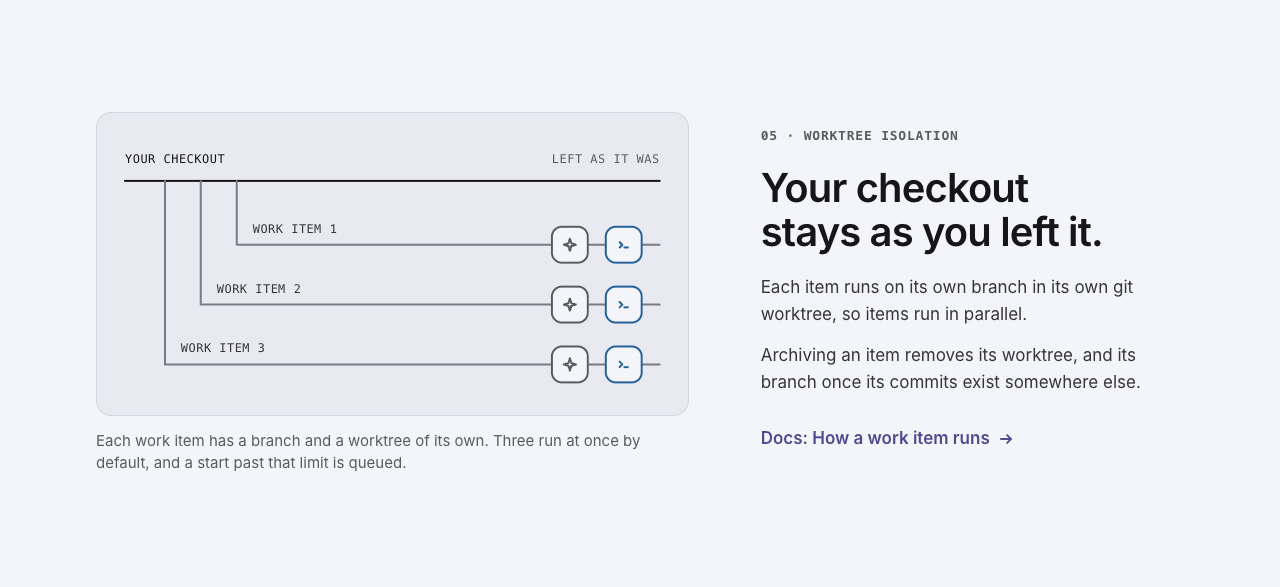 YOUR CHECKOUT
LEFT AS IT WAS
WORK ITEM 1
WORK ITEM 2
WORK ITEM 3
Each work item has a branch and a worktree of its own. Three run at once by
default, and a start past that limit is queued.
05 · WORKTREE ISOLATION
Your checkout
stays as you left it.
Each item runs on its own branch in its own git
worktree, so items run in parallel.
Archiving an item removes its worktree, and its
branch once its commits exist somewhere else.
Docs: How a work item runs →